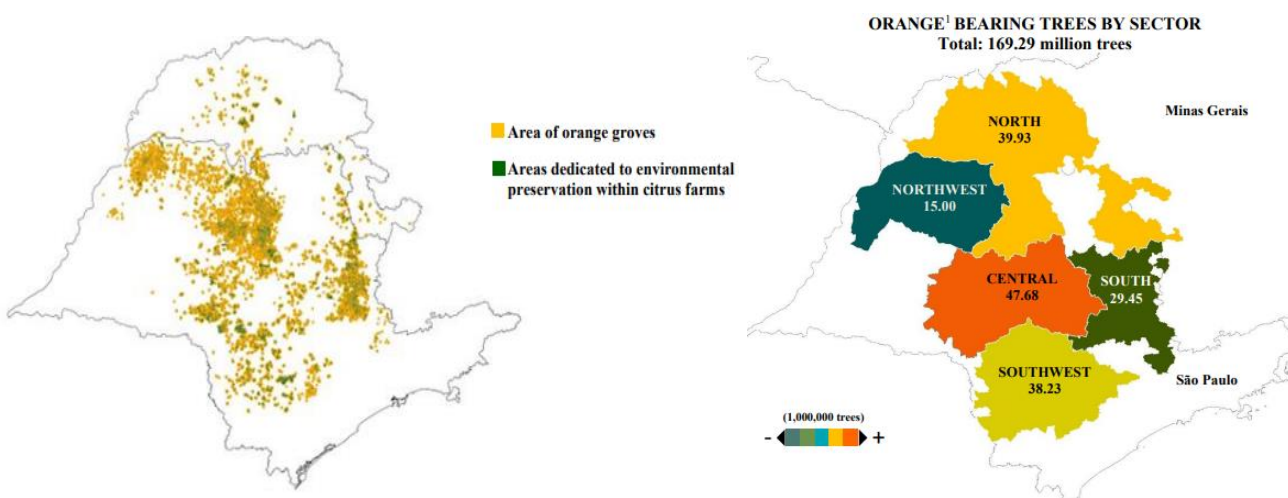 Area of orange groves
Areas dedicated to environmental
preservation within citrus farms
ORANGE¹ BEARING TREES BY SECTOR
Total: 169.29 million trees
Minas Gerais
NORTH
39.93
NORTHWEST
15.00
CENTRAL
47.68
SOUTH
29.45
SOUTHWEST
38.23
São Paulo
(1,000,000 trees)
- +